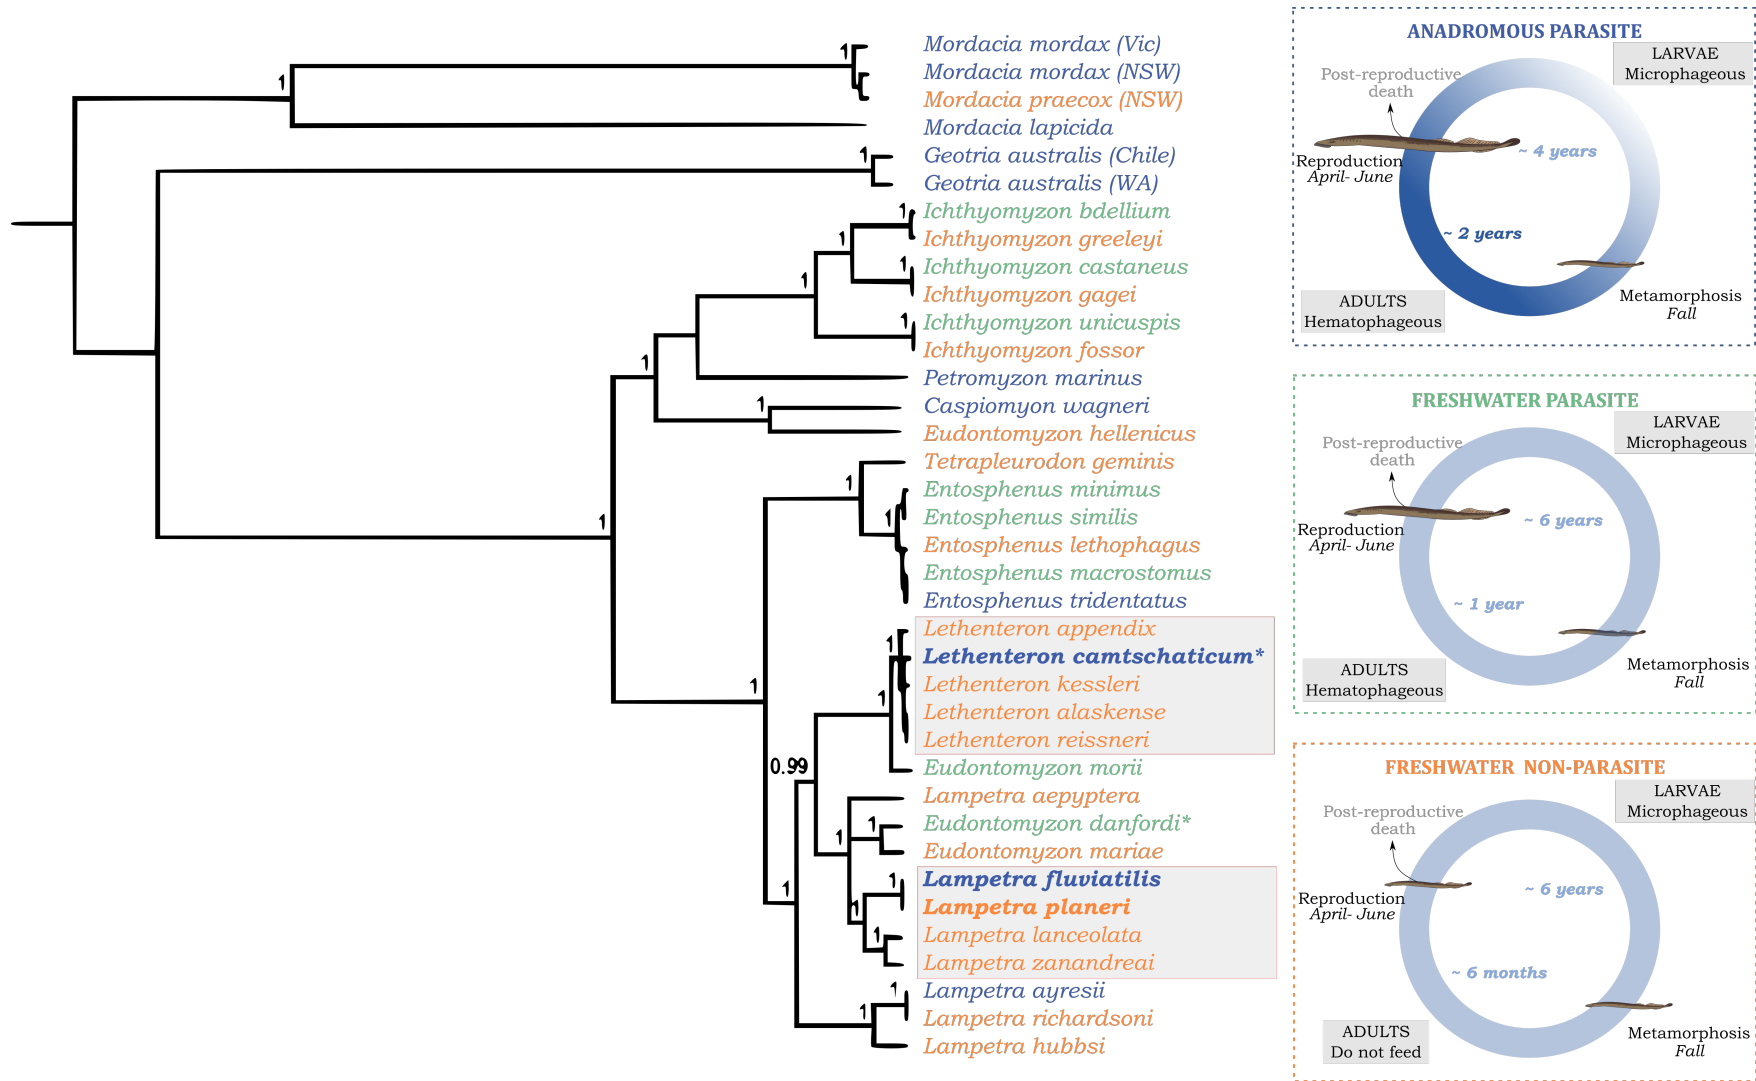 1
Mordacia mordax (Vic)
Mordacia mordax (NSW)
1
Mordacia praecox (NSW)
Mordacia lapicida
1
Geotria australis (Chile)
Geotria australis (WA)
1
Ichthyomyzon bdellium
1
Ichthyomyzon greeleyi
1
Ichthyomyzon castaneus
1
Ichthyomyzon gagei
1
Ichthyomyzon unicuspis
Ichthyomyzon fossor
1
Petromyzon marinus
1
Caspiomyon wagneri
Eudontomyzon hellenicus
Tetrapleurodon geminis
1
Entosphenus minimus
1
Entosphenus similis
1
Entosphenus lethophagus
Entosphenus macrostomus
Entosphenus tridentatus
Lethenteron appendix
1
Lethenteron camtschaticum*
1
1
Lethenteron kessleri
Lethenteron alaskense
Lethenteron reissneri
0.99
Eudontomyzon morii
Lampetra aepyptera
1
1
Eudontomyzon danfordi*
Eudontomyzon mariae
1
1
Lampetra fluviatilis
1
Lampetra planeri
1
Lampetra lanceolata
Lampetra zanandreai
1
Lampetra ayresii
1
Lampetra richardsoni
Lampetra hubbsi
ANADROMOUS PARASITE
LARVAE
Microphageous
Post-reproductive
death
~ 4 years
Reproduction
April- June
~ 2 years
ADULTS
Hematophageous
Metamorphosis
Fall
FRESHWATER PARASITE
LARVAE
Microphageous
Post-reproductive
death
~ 6 years
Reproduction
April- June
~ 1 year
ADULTS
Hematophageous
Metamorphosis
Fall
FRESHWATER NON-PARASITE
LARVAE
Microphageous
Post-reproductive
death
~ 6 years
Reproduction
April- June
~ 6 months
ADULTS
Do not feed
Metamorphosis
Fall